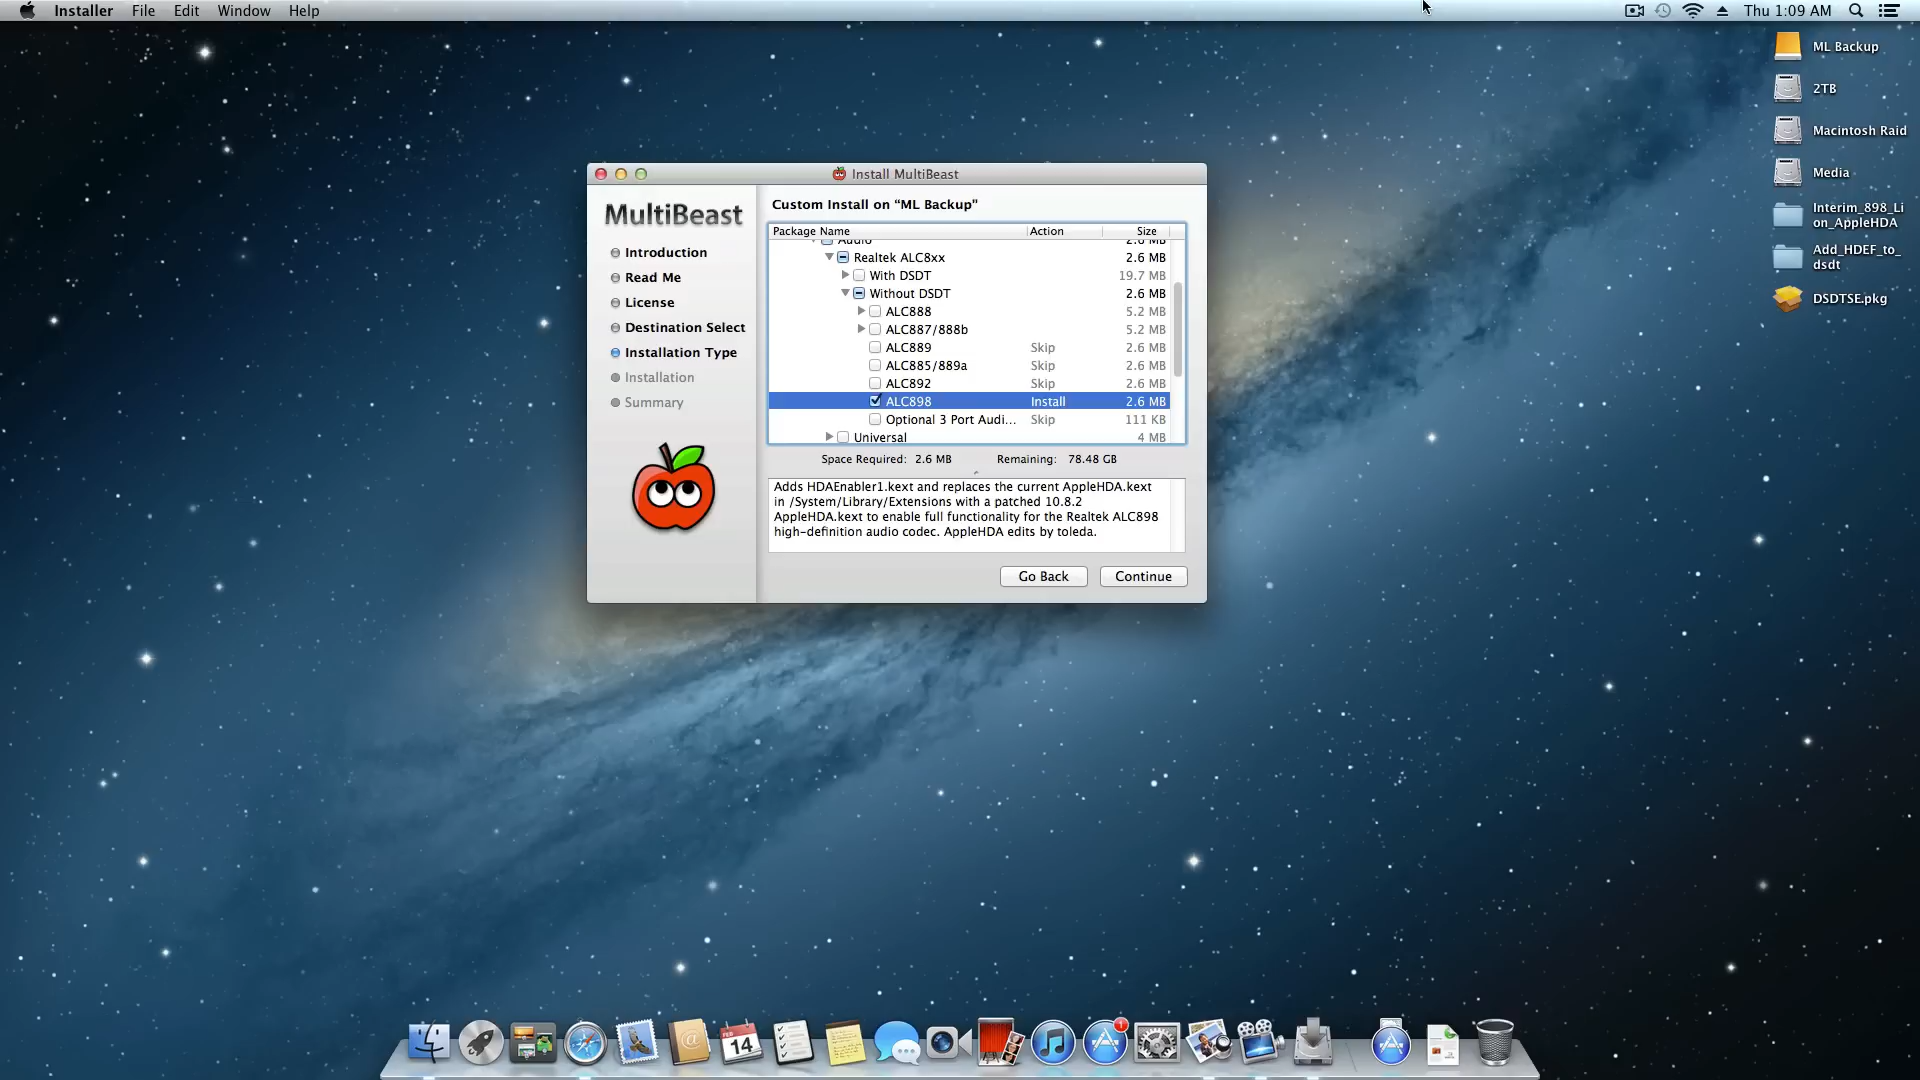 Installer File Edit Window Help
Thu 1:09 AM
ML Backup
2TB
Macintosh Raid
Media
Interim_898_Li
on_AppleHDA
Add_HDEF_to_
dsdt
DSDTSE.pkg
Install MultiBeast
MultiBeast
Introduction
Read Me
License
Destination Select
Installation Type
Installation
Summary
Custom Install on “ML Backup”
Package Name Action Size
Audio 2.6 MB
Realtek ALC8xx 2.6 MB
With DSDT 19.7 MB
Without DSDT 2.6 MB
ALC888 5.2 MB
ALC887/888b 5.2 MB
ALC889 Skip 2.6 MB
ALC885/889a Skip 2.6 MB
ALC892 Skip 2.6 MB
ALC898 Install 2.6 MB
Optional 3 Port Audi... Skip 111 KB
Universal 4 MB
Space Required: 2.6 MB Remaining: 78.48 GB
Adds HDAEnabler1.kext and replaces the current AppleHDA.kext
in /System/Library/Extensions with a patched 10.8.2
AppleHDA.kext to enable full functionality for the Realtek ALC898
high-definition audio codec. AppleHDA edits by toleda.
Go Back Continue
FEB
14
1